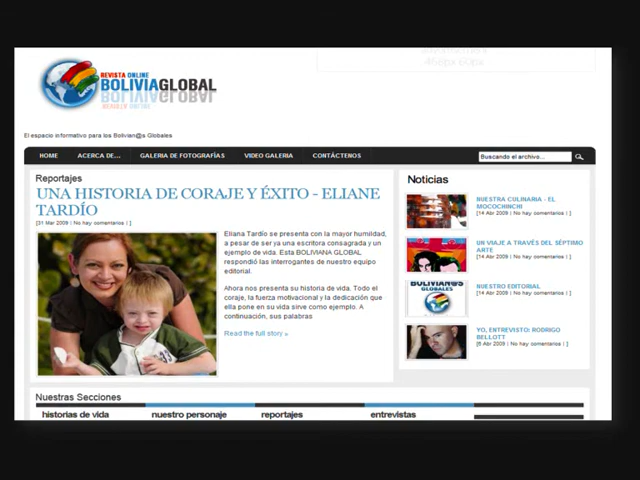 REVISTA ONLINE
BOLIVIAGLOBAL
468px 60px
El espacio informativo para los Bolivian@s Globales
HOME ACERCA DE... GALERIA DE FOTOGRAFÍAS VIDEO GALERIA CONTÁCTENOS Buscando el archivo...
Reportajes
UNA HISTORIA DE CORAJE Y ÉXITO - ELIANE
TARDÍO
[31 Mar 2009 | No hay comentarios | ]
Eliana Tardío se presenta con la mayor humildad,
a pesar de ser ya una escritora consagrada y un
ejemplo de vida. Esta BOLIVIANA GLOBAL
respondió las interrogantes de nuestro equipo
editorial.
Ahora nos presenta su historia de vida. Todo el
coraje, la fuerza motivacional y la dedicación que
ella pone en su vida sirve como ejemplo. A
continuación, sus palabras
Read the full story »
Noticias
NUESTRA CULINARIA - EL
MOCOCHINCHI
[14 Abr 2009 | No hay comentarios | ]
UN VIAJE A TRAVÉS DEL SÉPTIMO
ARTE
[14 Abr 2009 | No hay comentarios | ]
BOLIVIAN@S
GLOBALES
NUESTRO EDITORIAL
[14 Abr 2009 | No hay comentarios | ]
YO, ENTREVISTO: RODRIGO
BELLOTT
[8 Abr 2009 | No hay comentarios | ]
Nuestras Secciones
historias de vida nuestro personaje reportajes entrevistas